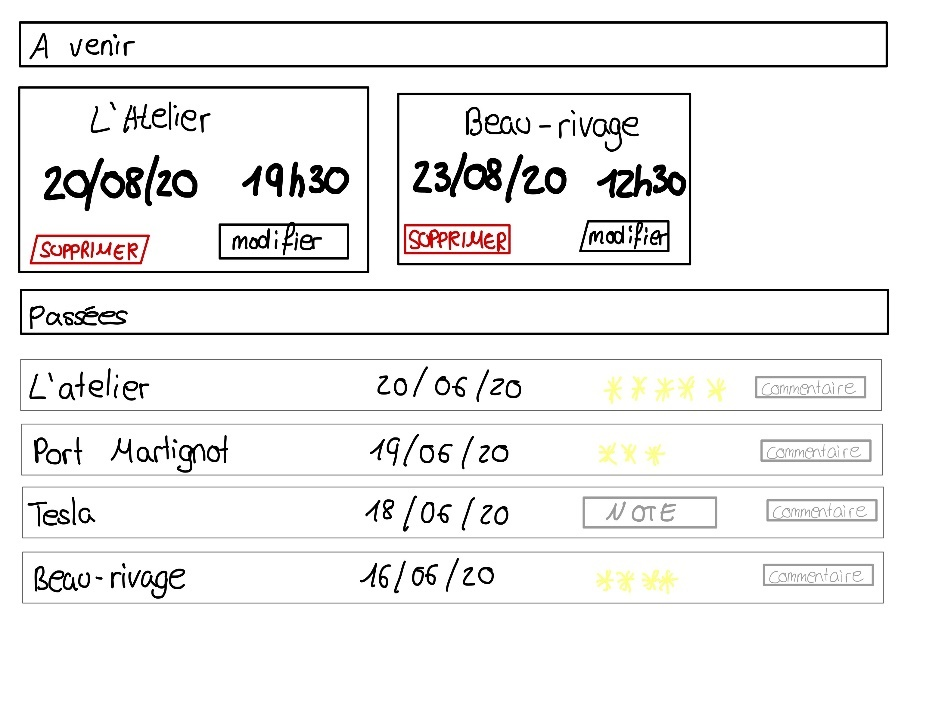 A venir
L'Atelier
20/08/20 19h30
SUPPRIMER modifier
Beau-rivage
23/08/20 12h30
SUPPRIMER modifier
Passées
L'atelier 20/06/20 ***** Commentaire
Port Martignot 19/06/20 *** Commentaire
Tesla 18/06/20 NOTE Commentaire
Beau-rivage 16/06/20 **** Commentaire